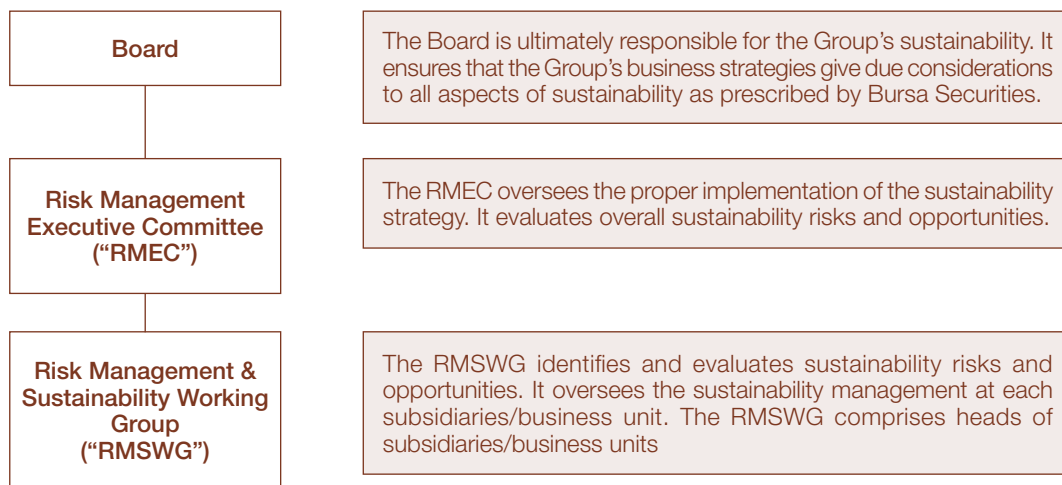 Board
The Board is ultimately responsible for the Group’s sustainability. It
ensures that the Group’s business strategies give due considerations
to all aspects of sustainability as prescribed by Bursa Securities.
Risk Management
Executive Committee
(“RMEC”)
The RMEC oversees the proper implementation of the sustainability
strategy. It evaluates overall sustainability risks and opportunities.
Risk Management &
Sustainability Working
Group
(“RMSWG”)
The RMSWG identifies and evaluates sustainability risks and
opportunities. It oversees the sustainability management at each
subsidiaries/business unit. The RMSWG comprises heads of
subsidiaries/business units